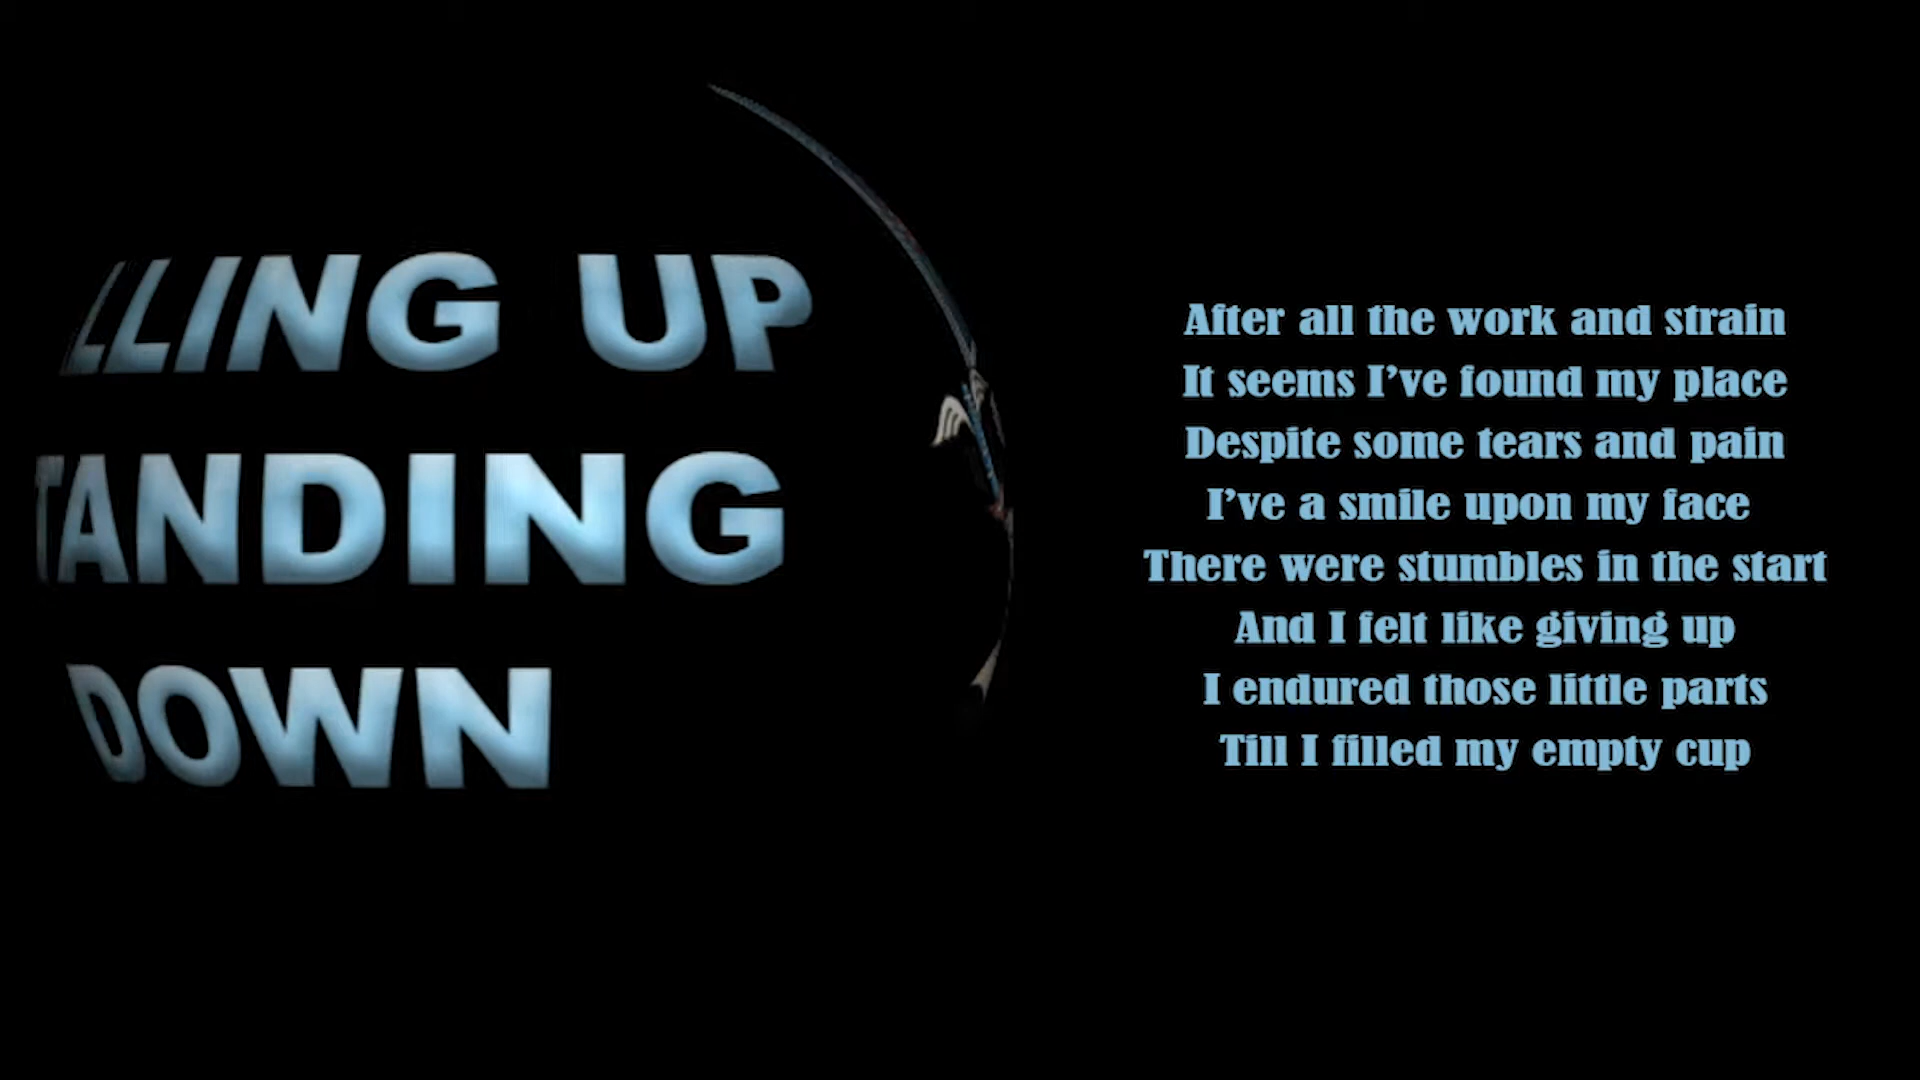 LLING UP
TANDING
DOWN
After all the work and strain
It seems I've found my place
Despite some tears and pain
I've a smile upon my face
There were stumbles in the start
And I felt like giving up
I endured those little parts
Till I filled my empty cup